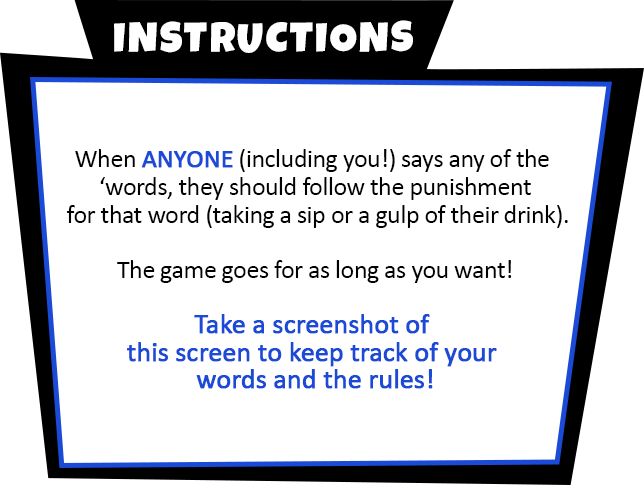 INSTRUCTIONS
When ANYONE (including you!) says any of the
‘words, they should follow the punishment
for that word (taking a sip or a gulp of their drink).
The game goes for as long as you want!
Take a screenshot of
this screen to keep track of your
words and the rules!